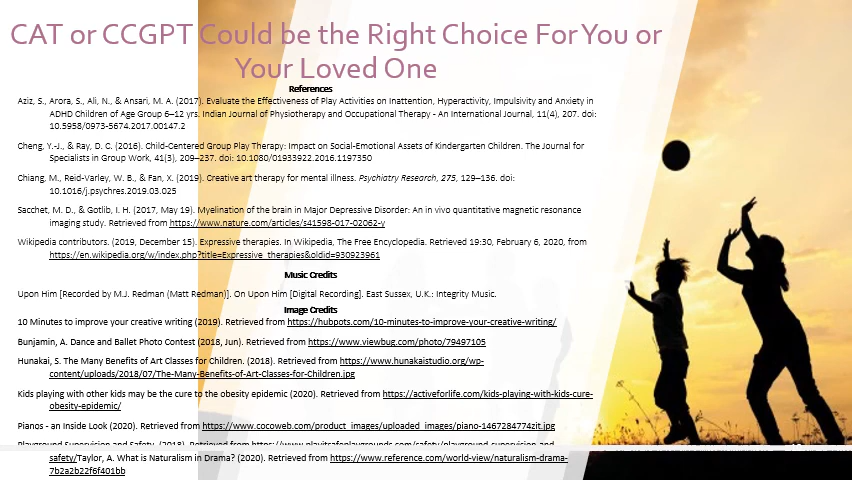 CAT or CCGPT Could be the Right Choice For You or
Your Loved One
References
Aziz, S., Arora, S., Ali, N., & Ansari, M. A. (2017). Evaluate the Effectiveness of Play Activities on Inattention, Hyperactivity, Impulsivity and Anxiety in
ADHD Children of Age Group 6–12 yrs. Indian Journal of Physiotherapy and Occupational Therapy - An International Journal, 11(4), 207. doi:
10.5958/0973-5674.2017.00147.2
Cheng, Y.-J., & Ray, D. C. (2016). Child-Centered Group Play Therapy: Impact on Social-Emotional Assets of Kindergarten Children. The Journal for
Specialists in Group Work, 41(3), 209–237. doi: 10.1080/01933922.2016.1197350
Chiang, M., Reid-Varley, W. B., & Fan, X. (2019). Creative art therapy for mental illness. Psychiatry Research, 275, 129–136. doi:
10.1016/j.psychres.2019.03.025
Sacchet, M. D., & Gotlib, I. H. (2017, May 19). Myelination of the brain in Major Depressive Disorder: An in vivo quantitative magnetic resonance
imaging study. Retrieved from https://www.nature.com/articles/s41598-017-02062-y
Wikipedia contributors. (2019, December 15). Expressive therapies. In Wikipedia, The Free Encyclopedia. Retrieved 19:30, February 6, 2020, from
https://en.wikipedia.org/w/index.php?title=Expressive_therapies&oldid=930923961
Music Credits
Upon Him [Recorded by M.J. Redman (Matt Redman)]. On Upon Him [Digital Recording]. East Sussex, U.K.: Integrity Music.
Image Credits
10 Minutes to improve your creative writing (2019). Retrieved from https://hubpots.com/10-minutes-to-improve-your-creative-writing/
Bunjamin, A. Dance and Ballet Photo Contest (2018, Jun). Retrieved from https://www.viewbug.com/photo/79497105
Hunakai, S. The Many Benefits of Art Classes for Children. (2018). Retrieved from https://www.hunakaistudio.org/wp-
content/uploads/2018/07/The-Many-Benefits-of-Art-Classes-for-Children.jpg
Kids playing with other kids may be the cure to the obesity epidemic (2020). Retrieved from https://activeforlife.com/kids-playing-with-kids-cure-
obesity-epidemic/
Pianos - an Inside Look (2020). Retrieved from https://www.cocoweb.com/product_images/uploaded_images/piano-1467284774zit.jpg
Playground Supervision and Safety. (2018). Retrieved from https://www.playitsafeplaygrounds.com/safety/playground-supervision-and-
safety/Taylor, A. What is Naturalism in Drama? (2020). Retrieved from https://www.reference.com/world-view/naturalism-drama-
7b2a2b22f6f401bb